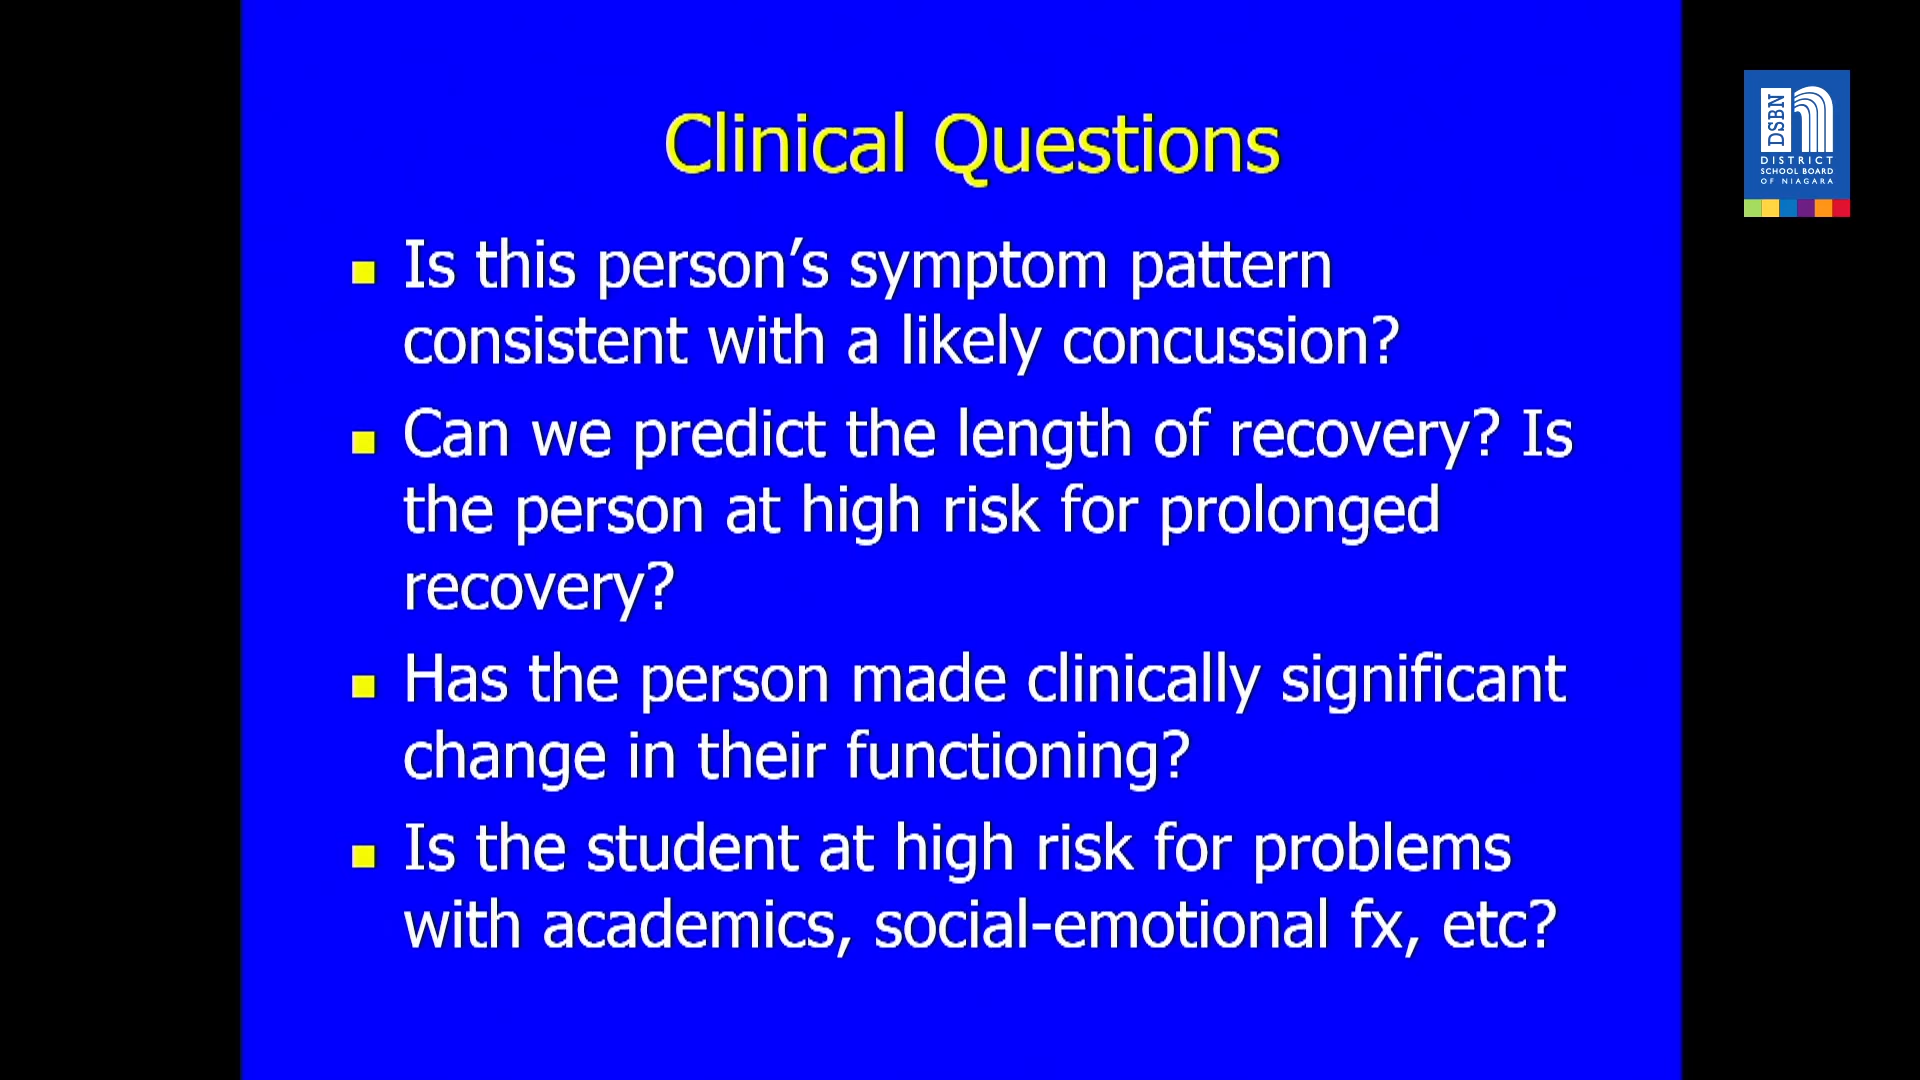 Clinical Questions
Is this person’s symptom pattern
consistent with a likely concussion?
Can we predict the length of recovery? Is
the person at high risk for prolonged
recovery?
Has the person made clinically significant
change in their functioning?
Is the student at high risk for problems
with academics, social-emotional fx, etc?
DSBN
DISTRICT
SCHOOL BOARD
OF NIAGARA